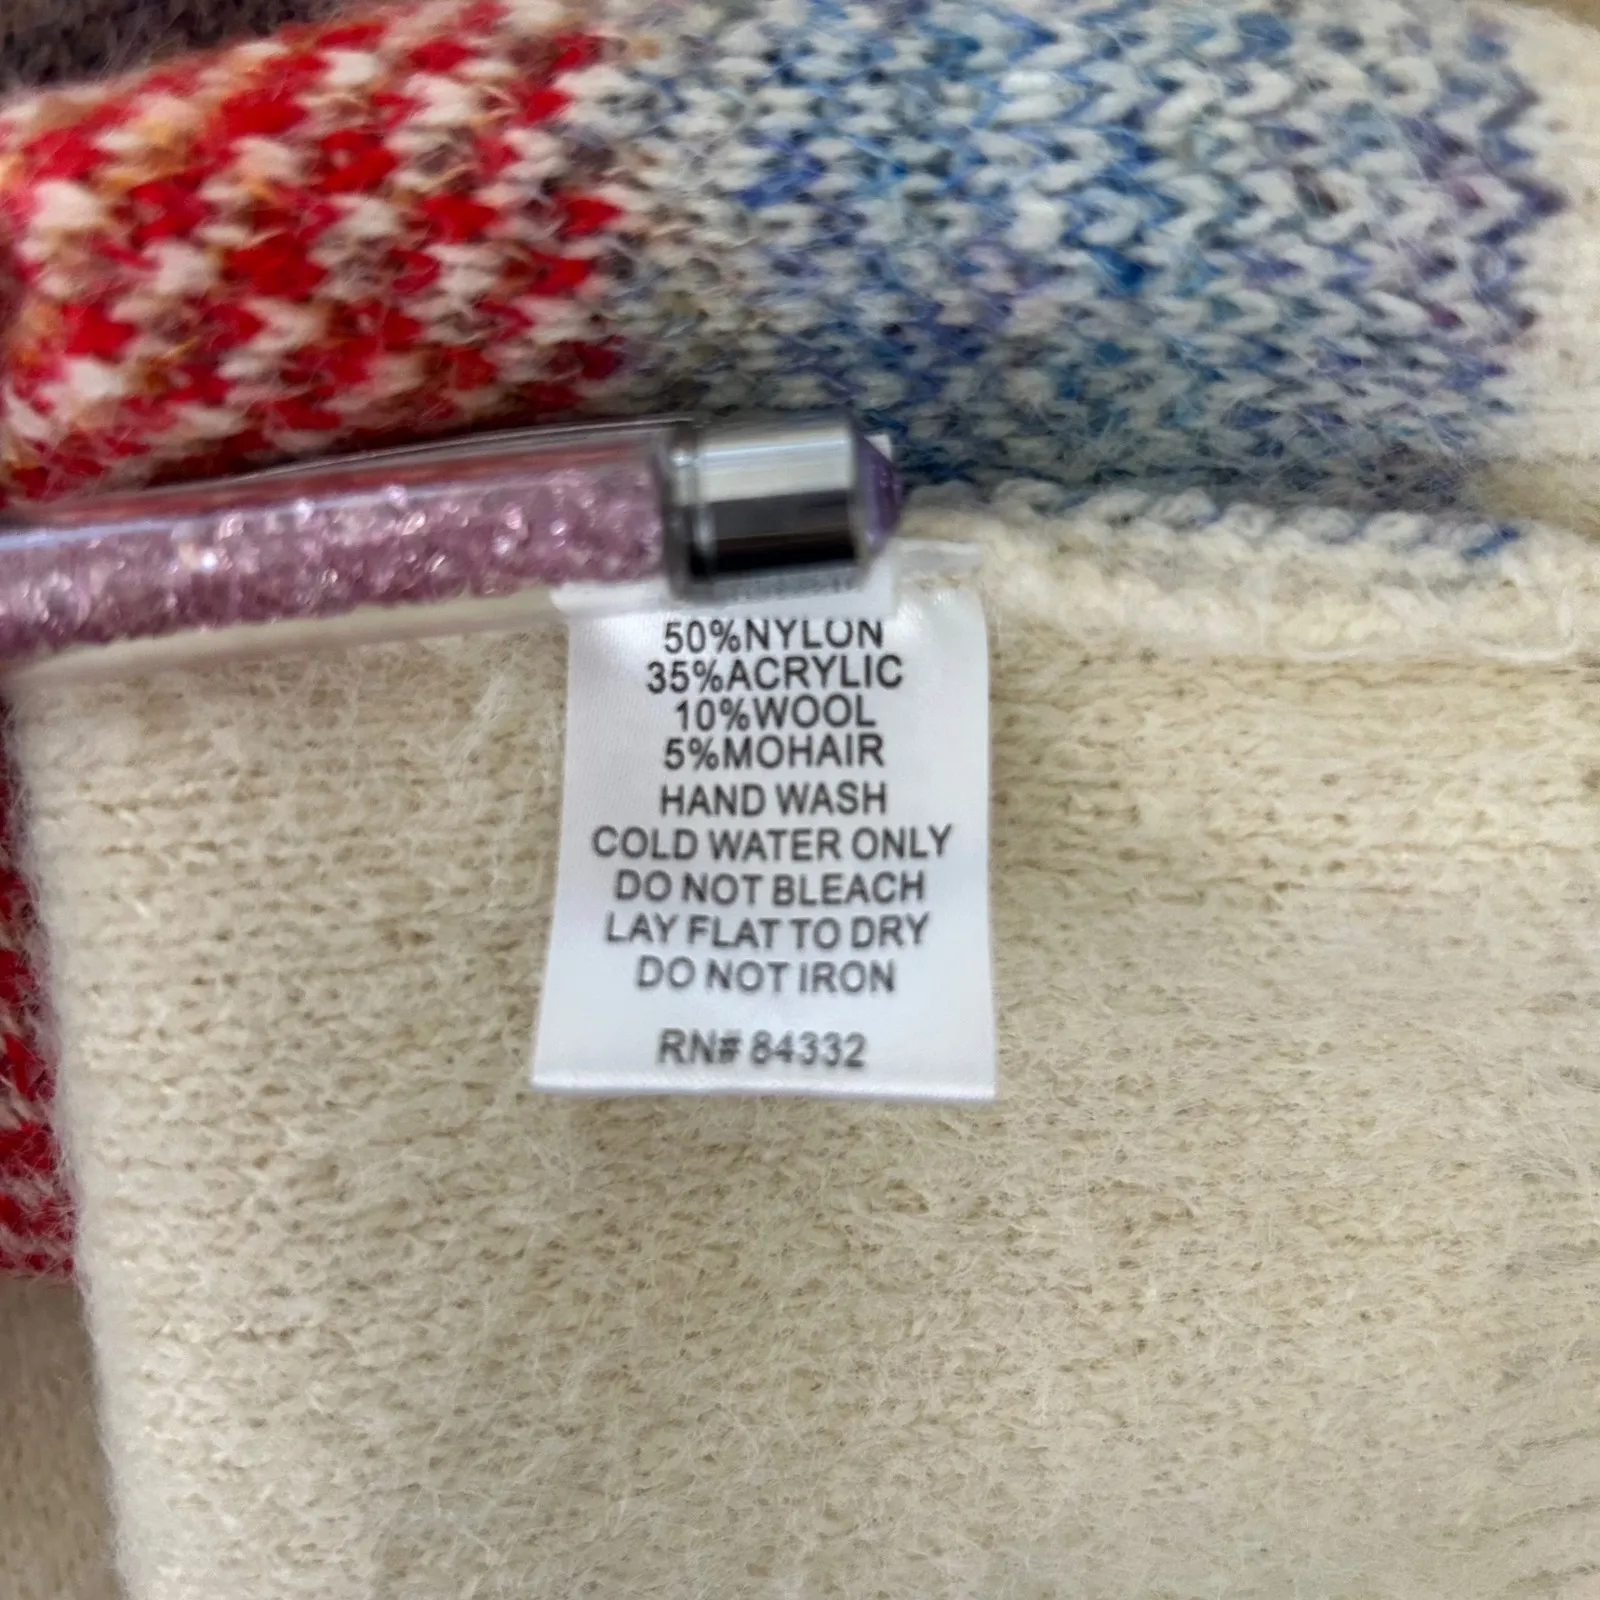 50%NYLON
35%ACRYLIC
10%WOOL
5%MOHAIR
HAND WASH
COLD WATER ONLY
DO NOT BLEACH
LAY FLAT TO DRY
DO NOT IRON
RN# 84332